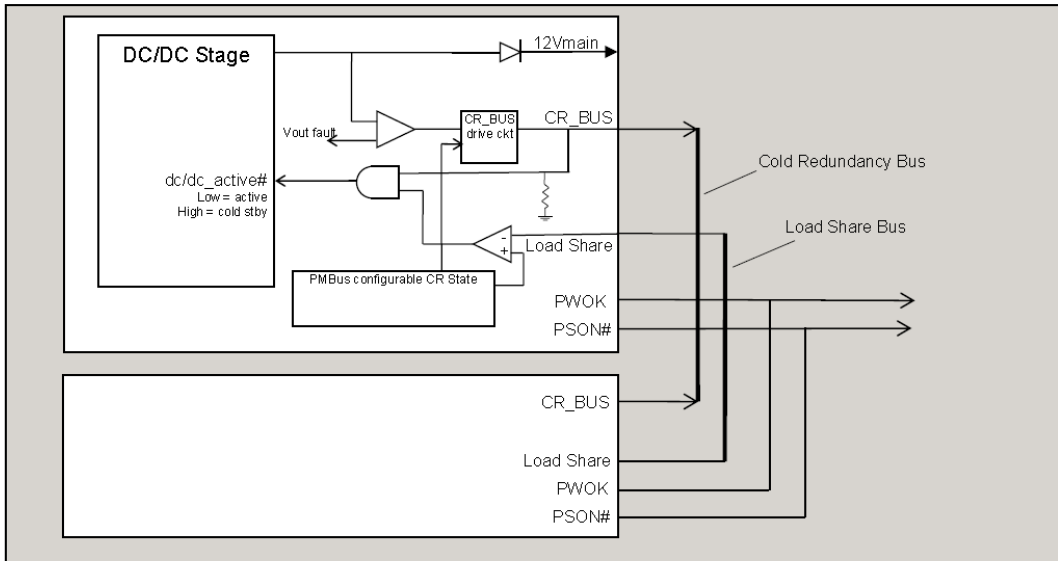 DC/DC Stage
12Vmain
CR_BUS
drive ckt
CR_BUS
Vout fault
Cold Redundancy Bus
dc/dc_active#
Low = active
High = cold stby
Load Share Bus
-
+
Load Share
PMBus configurable CR State
PWOK
PSON#
CR_BUS
Load Share
PWOK
PSON#